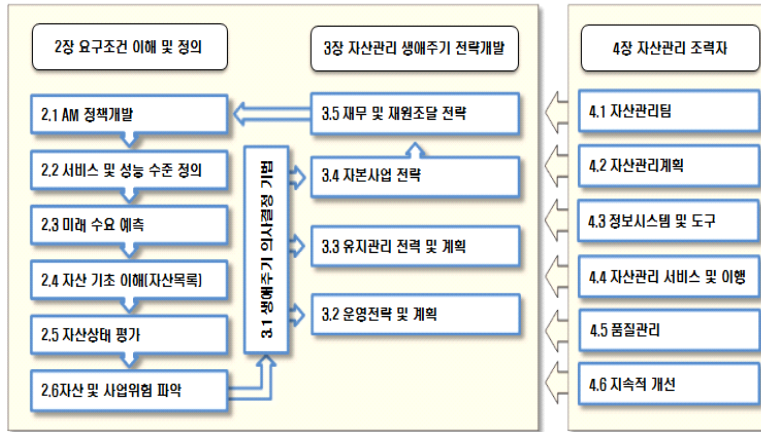 2장 요구조건 이해 및 정의
2.1 AM 정책개발
2.2 서비스 및 성능 수준 정의
2.3 미래 수요 예측
2.4 자산 기초 이해(자산목록)
2.5 자산상태 평가
2.6자산 및 사업위험 파악
3.1 생애주기 의사결정 기법
3장 자산관리 생애주기 전략개발
3.5 재무 및 재원조달 전략
3.4 자본사업 전략
3.3 유지관리 전력 및 계획
3.2 운영전략 및 계획
4장 자산관리 조력자
4.1 자산관리팀
4.2 자산관리계획
4.3 정보시스템 및 도구
4.4 자산관리 서비스 및 이행
4.5 품질관리
4.6 지속적 개선